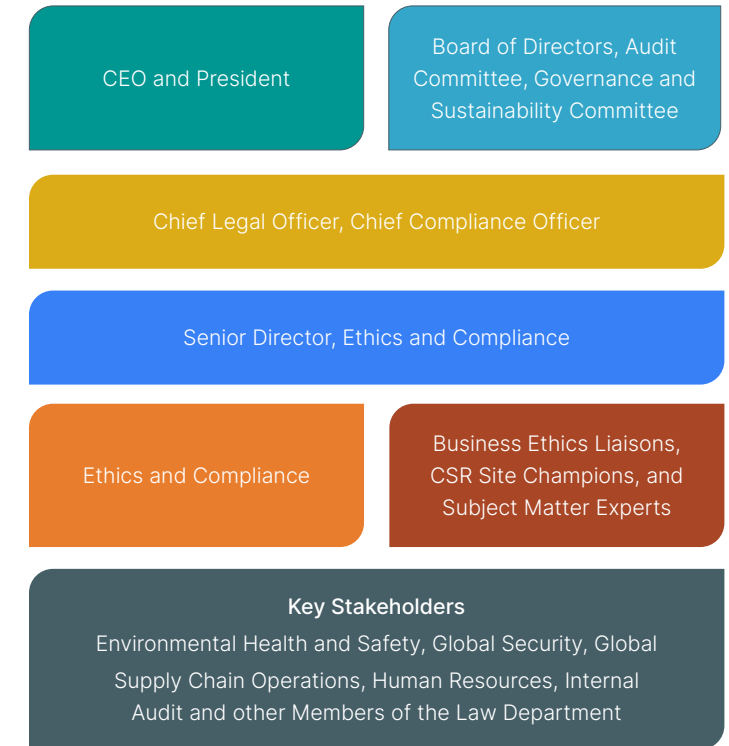 CEO and President
Board of Directors, Audit
Committee, Governance and
Sustainability Committee
Chief Legal Officer, Chief Compliance Officer
Senior Director, Ethics and Compliance
Ethics and Compliance
Business Ethics Liaisons,
CSR Site Champions, and
Subject Matter Experts
Key Stakeholders
Environmental Health and Safety, Global Security, Global
Supply Chain Operations, Human Resources, Internal
Audit and other Members of the Law Department